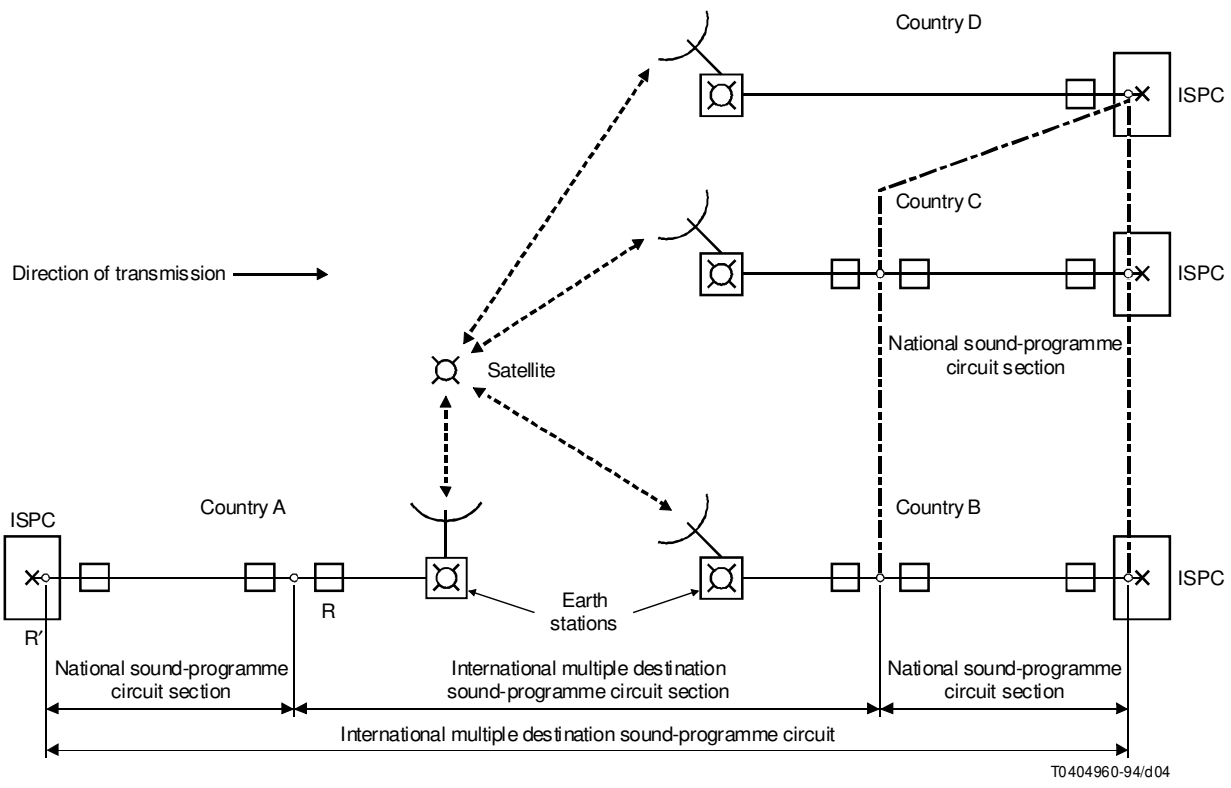 Country D
ISPC
Country C
Direction of transmission
ISPC
National sound-programme
circuit section
Satellite
Country A
Country B
ISPC
ISPC
R
Earth
stations
R′
National sound-programme
circuit section
International multiple destination
sound-programme circuit section
National sound-programme
circuit section
International multiple destination sound-programme circuit
T0404960-94/d04